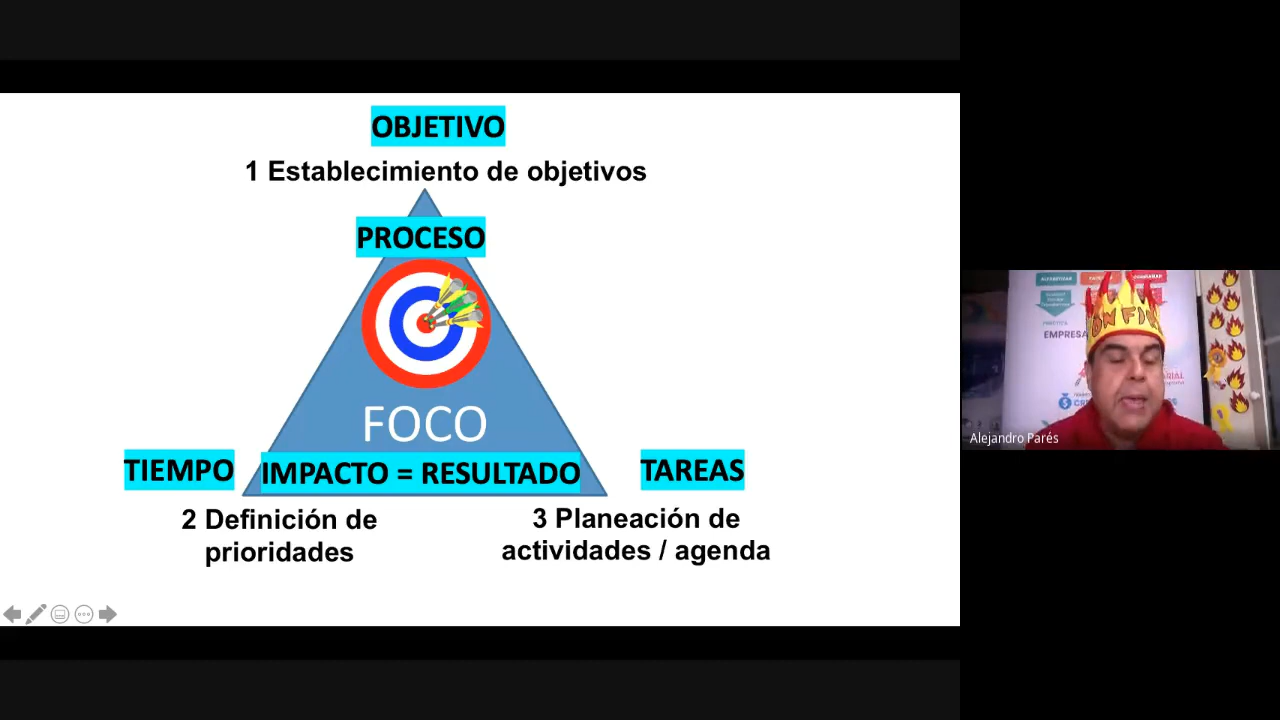 OBJETIVO
1 Establecimiento de objetivos
PROCESO
FOCO
TIEMPO
IMPACTO = RESULTADO
TAREAS
2 Definición de
prioridades
3 Planeación de
actividades / agenda
EMPRESA
Alejandro Parés